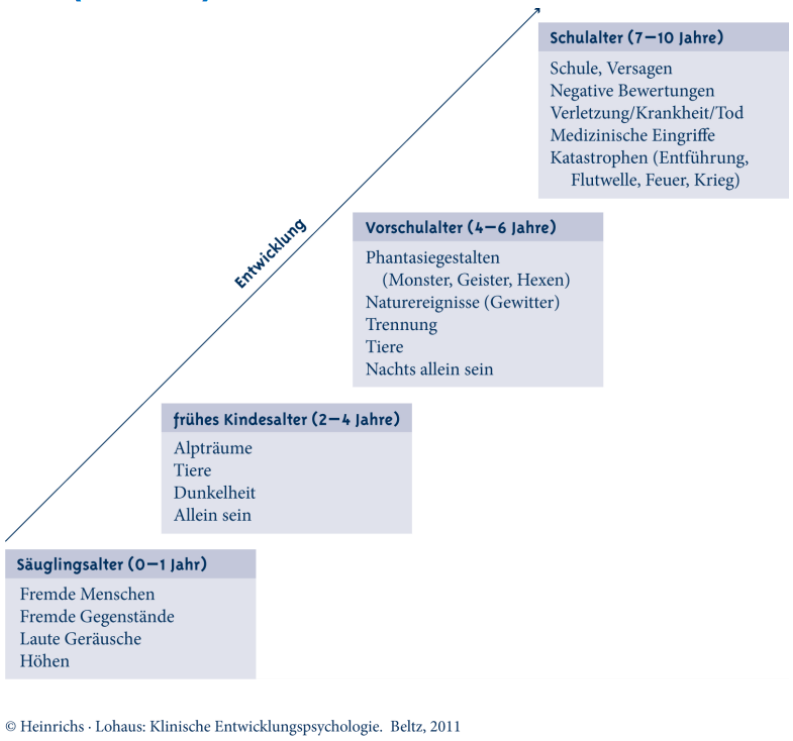 Schulalter (7–10 Jahre)
Schule, Versagen
Negative Bewertungen
Verletzung/Krankheit/Tod
Medizinische Eingriffe
Katastrophen (Entführung,
Flutwelle, Feuer, Krieg)
Entwicklung
Vorschulalter (4–6 Jahre)
Phantasiegestalten
(Monster, Geister, Hexen)
Naturereignisse (Gewitter)
Trennung
Tiere
Nachts allein sein
frühes Kindesalter (2–4 Jahre)
Alpträume
Tiere
Dunkelheit
Allein sein
Säuglingsalter (0–1 Jahr)
Fremde Menschen
Fremde Gegenstände
Laute Geräusche
Höhen
© Heinrichs · Lohaus: Klinische Entwicklungspsychologie. Beltz, 2011